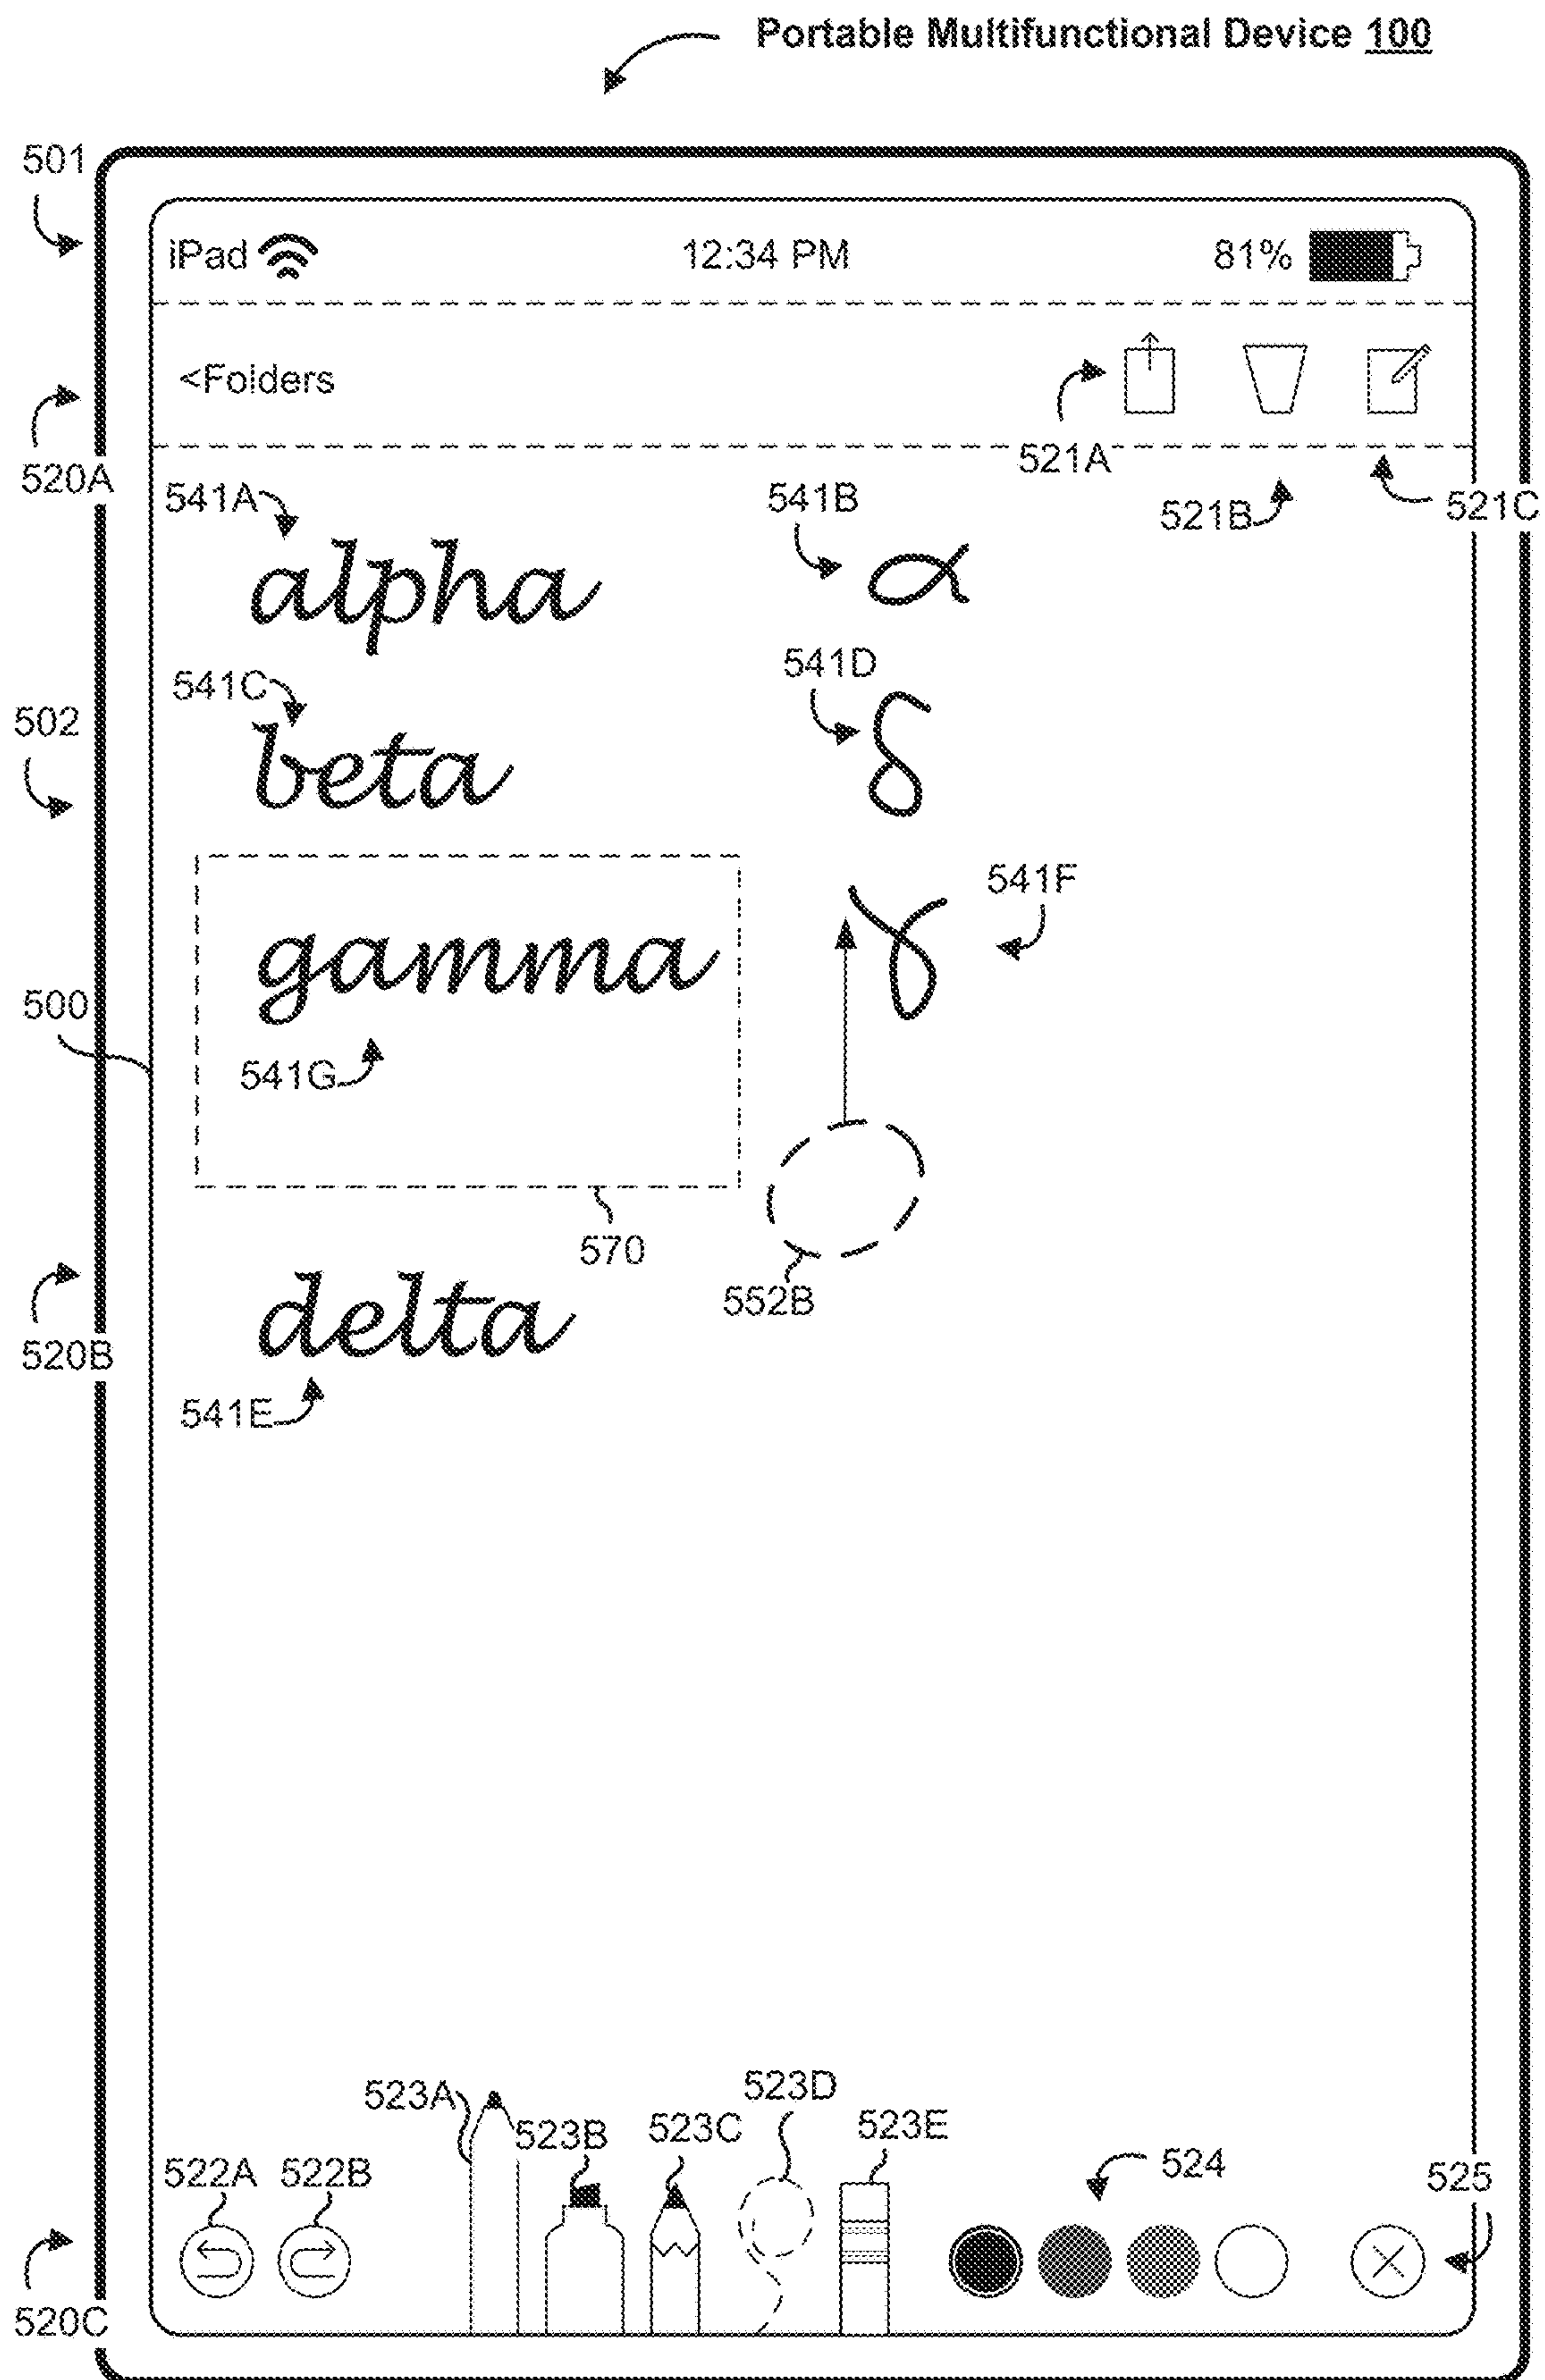 Portable Multifunctional Device 100
501
iPad 12:34 PM 81%
<Folders
520A
521A
521B
521C
541A
541B
alpha
α
541C
541D
502
beta
δ
541F
gamma
γ
500
541G
570
552B
520B
delta
541E
523A
523B
523C
523D
523E
522A
522B
524
525
520C